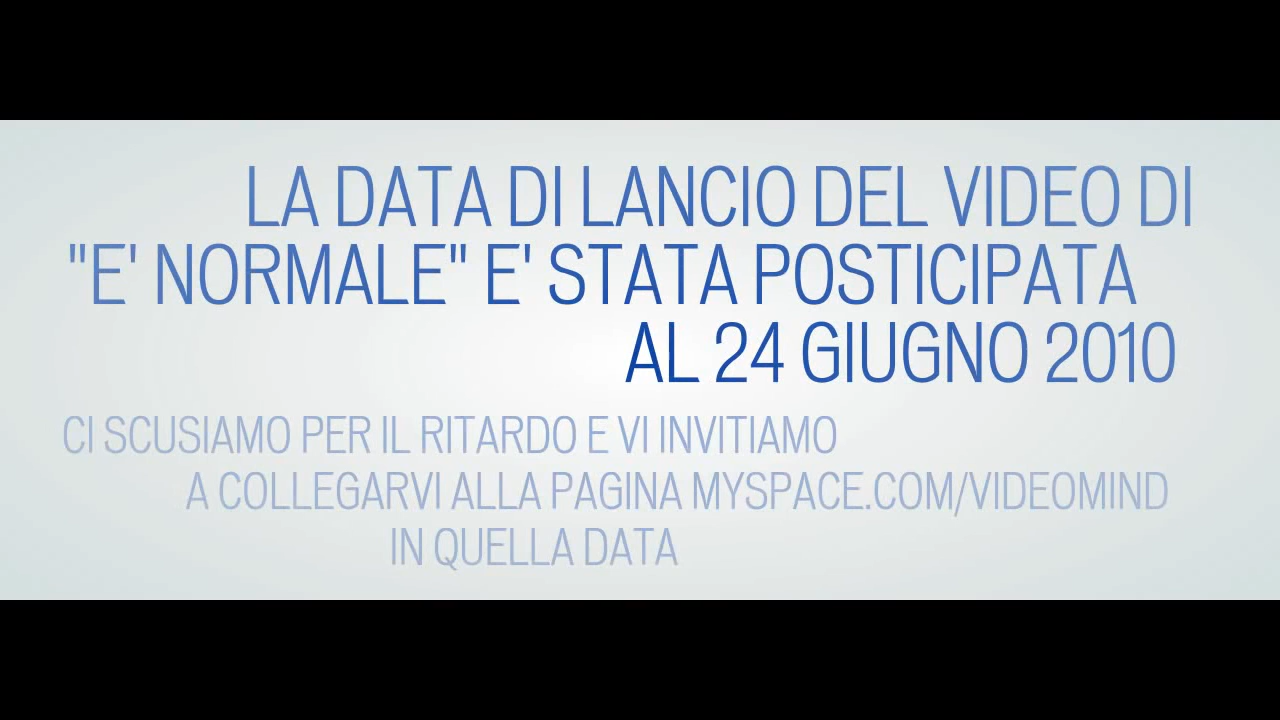 LA DATA DI LANCIO DEL VIDEO DI
"E' NORMALE" E' STATA POSTICIPATA
AL 24 GIUGNO 2010
CI SCUSIAMO PER IL RITARDO E VI INVITIAMO
A COLLEGARVI ALLA PAGINA MYSPACE.COM/VIDEOMIND
IN QUELLA DATA